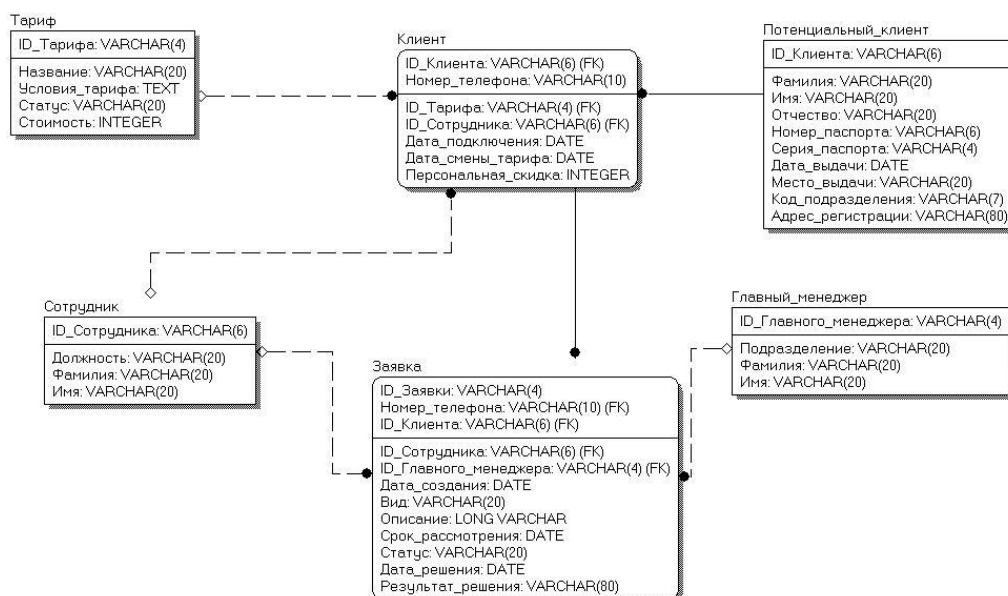 Тариф
ID_Тарифа: VARCHAR(4)
Название: VARCHAR(20)
Условия_тарифа: TEXT
Статус: VARCHAR(20)
Стоимость: INTEGER
Клиент
ID_Клиента: VARCHAR(6) (FK)
Номер_телефона: VARCHAR(10)
ID_Тарифа: VARCHAR(4) (FK)
ID_Сотрудника: VARCHAR(6) (FK)
Дата_подключения: DATE
Дата_смены_тарифа: DATE
Персональная_скидка: INTEGER
Потенциальный_клиент
ID_Клиента: VARCHAR(6)
Фамилия: VARCHAR(20)
Имя: VARCHAR(20)
Отчество: VARCHAR(20)
Номер_паспорта: VARCHAR(6)
Серия_паспорта: VARCHAR(4)
Дата_выдачи: DATE
Место_выдачи: VARCHAR(20)
Код_подразделения: VARCHAR(7)
Адрес_регистрации: VARCHAR(80)
Сотрудник
ID_Сотрудника: VARCHAR(6)
Должность: VARCHAR(20)
Фамилия: VARCHAR(20)
Имя: VARCHAR(20)
Заявка
ID_Заявки: VARCHAR(4)
Номер_телефона: VARCHAR(10) (FK)
ID_Клиента: VARCHAR(6) (FK)
ID_Сотрудника: VARCHAR(6) (FK)
ID_Главного_менеджера: VARCHAR(4) (FK)
Дата_создания: DATE
Вид: VARCHAR(20)
Описание: LONG VARCHAR
Срок_рассмотрения: DATE
Статус: VARCHAR(20)
Дата_решения: DATE
Результат_решения: VARCHAR(80)
Главный_менеджер
ID_Главного_менеджера: VARCHAR(4)
Подразделение: VARCHAR(20)
Фамилия: VARCHAR(20)
Имя: VARCHAR(20)